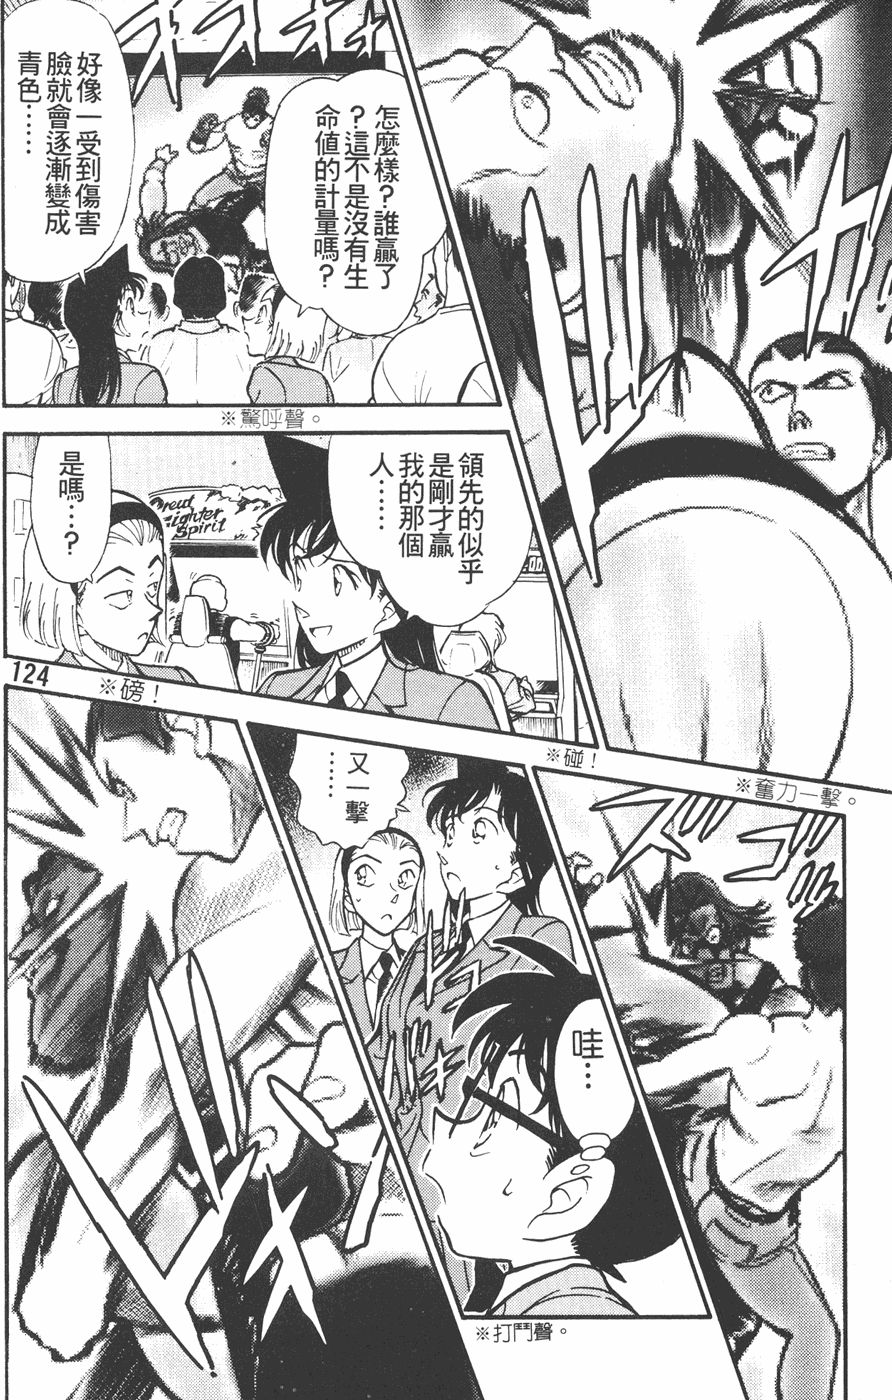 怎麼樣?誰贏了
?這不是沒有生
命值的計量嗎?
好像一受到傷害
臉就會逐漸變成
青色……
※驚呼聲。
領先的似乎
是剛才贏
我的那個
人……
是嗎…?
Great
Fighter
Spirit
124
※磅!
※碰!
※奮力一擊。
又一擊
……
哇…
※打鬥聲。